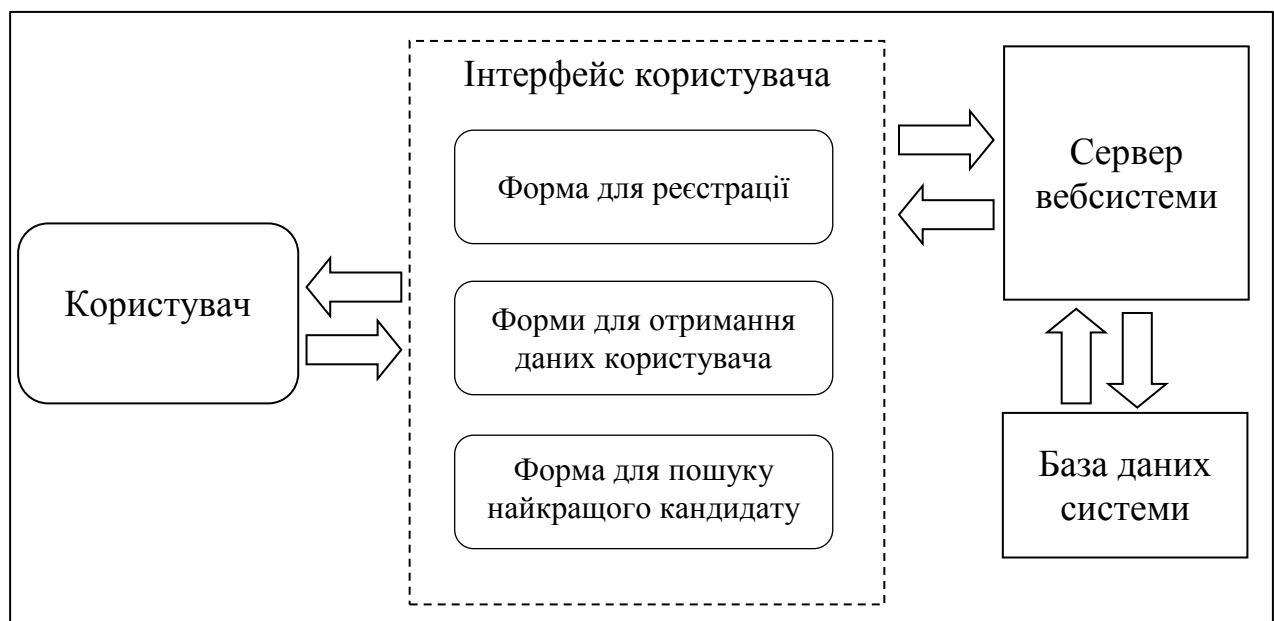 Інтерфейс користувача
Форма для реєстрації
Форми для отримання
даних користувача
Форма для пошуку
найкращого кандидату
Користувач
Сервер
вебсистеми
База даних
системи